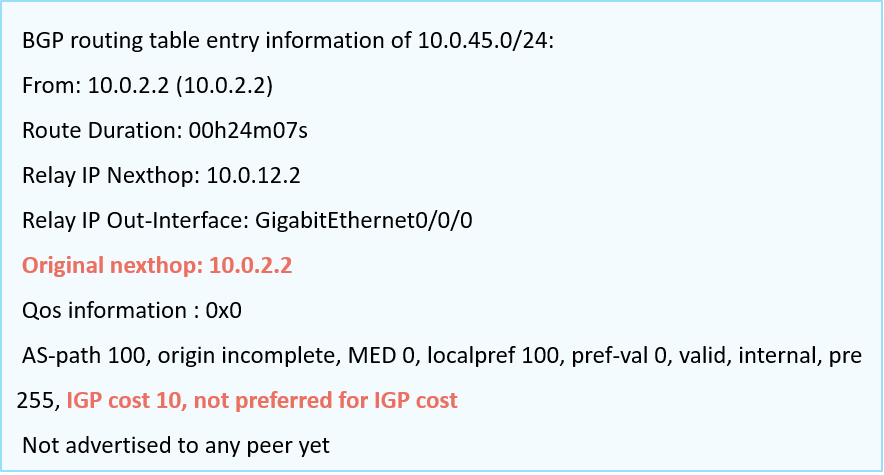 BGP routing table entry information of 10.0.45.0/24:
From: 10.0.2.2 (10.0.2.2)
Route Duration: 00h24m07s
Relay IP Nexthop: 10.0.12.2
Relay IP Out-Interface: GigabitEthernet0/0/0
Original nexthop: 10.0.2.2
Qos information : 0x0
AS-path 100, origin incomplete, MED 0, localpref 100, pref-val 0, valid, internal, pre
255, IGP cost 10, not preferred for IGP cost
Not advertised to any peer yet